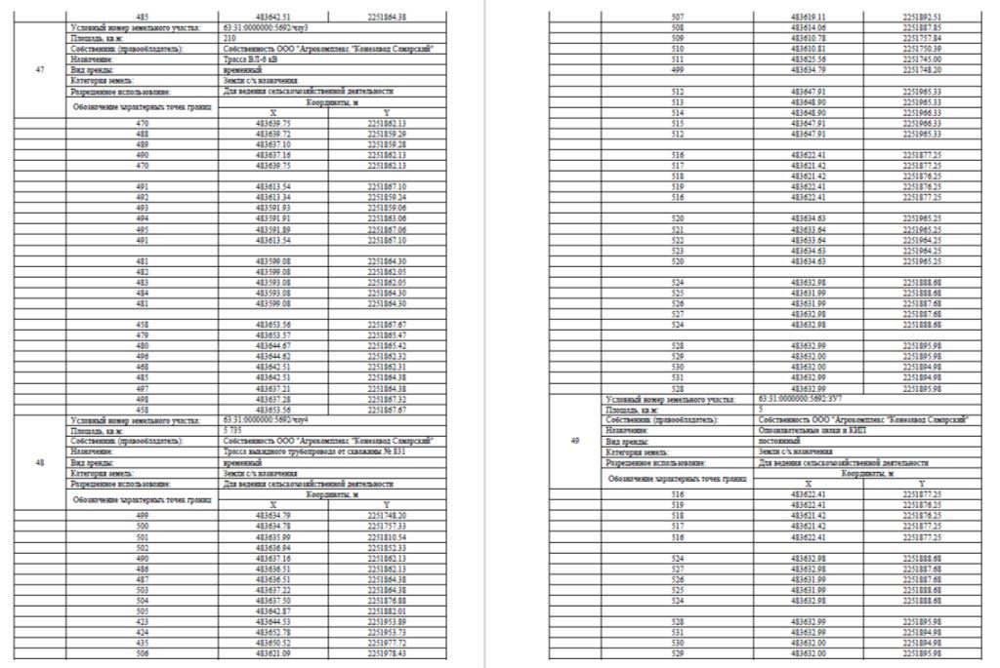 485 483642.51 2251864.38
Условный номер земельного участка: 63:31:0000000:5692/чзу3
Площадь, кв.м: 210
Собственник (правообладатель): Собственность ООО "Агрокомплекс "Конезавод Самарский"
Назначение: Трасса ВЛ-6 кВ
47 Вид аренды: временный
Категория земель: Земли с/х назначения
Разрешенное использование: Для ведения сельскохозяйственной деятельности
Обозначение характерных точек границ Координаты, м
X Y
470 483639.75 2251862.13
488 483639.72 2251859.29
489 483637.10 2251859.28
490 483637.16 2251862.13
470 483639.75 2251862.13
491 483613.54 2251867.10
492 483613.34 2251859.24
493 483591.93 2251859.06
494 483591.91 2251863.06
495 483591.89 2251867.06
491 483613.54 2251867.10
481 483599.08 2251864.30
482 483599.08 2251862.05
483 483593.08 2251862.05
484 483593.08 2251864.30
481 483599.08 2251864.30
458 483653.56 2251867.67
479 483653.57 2251865.47
480 483644.67 2251865.42
496 483644.62 2251862.32
468 483642.51 2251862.31
485 483642.51 2251864.38
497 483637.21 2251864.38
498 483637.28 2251867.32
458 483653.56 2251867.67
Условный номер земельного участка: 63:31:0000000:5692/чзу4
Площадь, кв.м: 5 735
Собственник (правообладатель): Собственность ООО "Агрокомплекс "Конезавод Самарский"
Назначение: Трасса выкидного трубопровода от скважины № 831
48 Вид аренды: временный
Категория земель: Земли с/х назначения
Разрешенное использование: Для ведения сельскохозяйственной деятельности
Обозначение характерных точек границ Координаты, м
X Y
499 483634.79 2251748.20
500 483634.78 2251757.33
501 483635.99 2251810.54
502 483636.94 2251852.33
490 483637.16 2251862.13
486 483636.51 2251862.13
487 483636.51 2251864.38
503 483637.22 2251864.38
504 483637.50 2251876.88
505 483642.87 2251882.01
423 483644.53 2251953.89
424 483652.78 2251953.73
435 483650.52 2251977.72
506 483621.09 2251978.43
507 483619.11 2251892.51
508 483614.06 2251887.85
509 483610.78 2251757.84
510 483610.81 2251750.39
511 483625.56 2251745.00
499 483634.79 2251748.20
512 483647.91 2251965.33
513 483648.90 2251965.33
514 483648.90 2251966.33
515 483647.91 2251966.33
512 483647.91 2251965.33
516 483622.41 2251877.25
517 483621.42 2251877.25
518 483621.42 2251876.25
519 483622.41 2251876.25
516 483622.41 2251877.25
520 483634.63 2251965.25
521 483633.64 2251965.25
522 483633.64 2251964.25
523 483634.63 2251964.25
520 483634.63 2251965.25
524 483632.98 2251888.68
525 483631.99 2251888.68
526 483631.99 2251887.68
527 483632.98 2251887.68
524 483632.98 2251888.68
528 483632.99 2251895.98
529 483632.00 2251895.98
530 483632.00 2251894.98
531 483632.99 2251894.98
528 483632.99 2251895.98
Условный номер земельного участка: 63:31:0000000:5692:ЗУ7
Площадь, кв.м: 5
Собственник (правообладатель): Собственность ООО "Агрокомплекс "Конезавод Самарский"
Назначение: Опознавательные знаки и КИП
49 Вид аренды: постоянный
Категория земель: Земли с/х назначения
Разрешенное использование: Для ведения сельскохозяйственной деятельности
Обозначение характерных точек границ Координаты, м
X Y
516 483622.41 2251877.25
519 483622.41 2251876.25
518 483621.42 2251876.25
517 483621.42 2251877.25
516 483622.41 2251877.25
524 483632.98 2251888.68
527 483632.98 2251887.68
526 483631.99 2251887.68
525 483631.99 2251888.68
524 483632.98 2251888.68
528 483632.99 2251895.98
531 483632.99 2251894.98
530 483632.00 2251894.98
529 483632.00 2251895.98